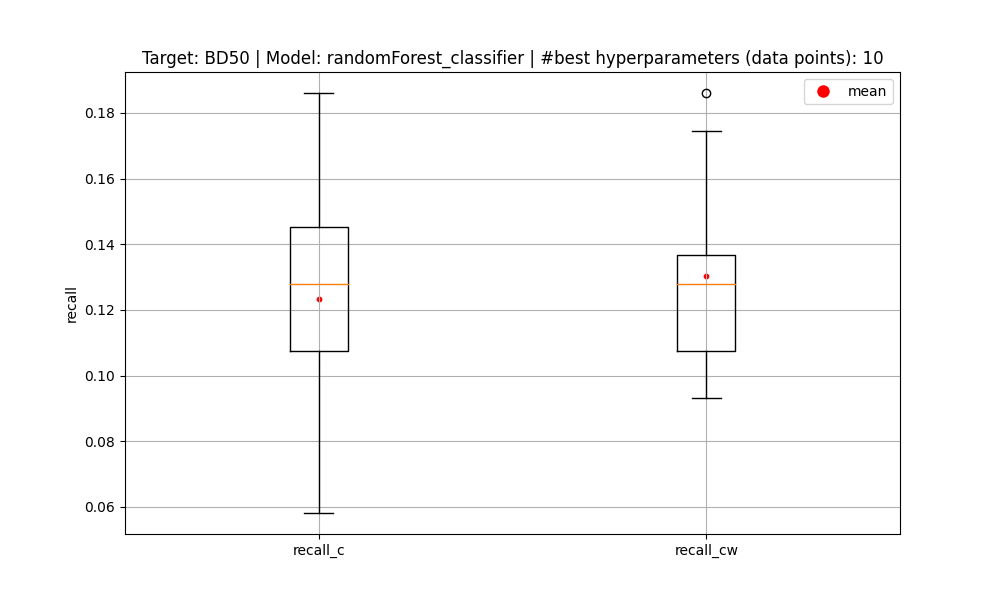 Target: BD50 | Model: randomForest_classifier | #best hyperparameters (data points): 10
mean
0.18
0.16
0.14
0.12
0.10
0.08
0.06
recall
recall_c
recall_cw